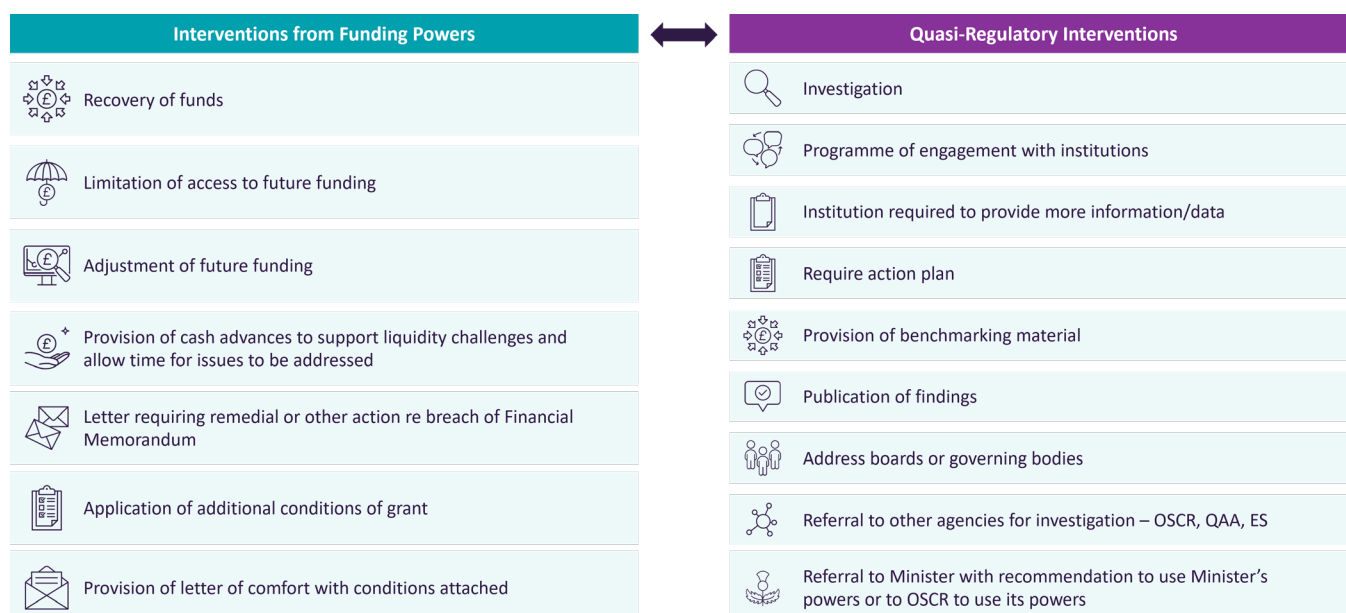 Interventions from Funding Powers
Recovery of funds
Limitation of access to future funding
Adjustment of future funding
Provision of cash advances to support liquidity challenges and
allow time for issues to be addressed
Letter requiring remedial or other action re breach of Financial
Memorandum
Application of additional conditions of grant
Provision of letter of comfort with conditions attached
Quasi-Regulatory Interventions
Investigation
Programme of engagement with institutions
Institution required to provide more information/data
Require action plan
Provision of benchmarking material
Publication of findings
Address boards or governing bodies
Referral to other agencies for investigation – OSCR, QAA, ES
Referral to Minister with recommendation to use Minister’s
powers or to OSCR to use its powers